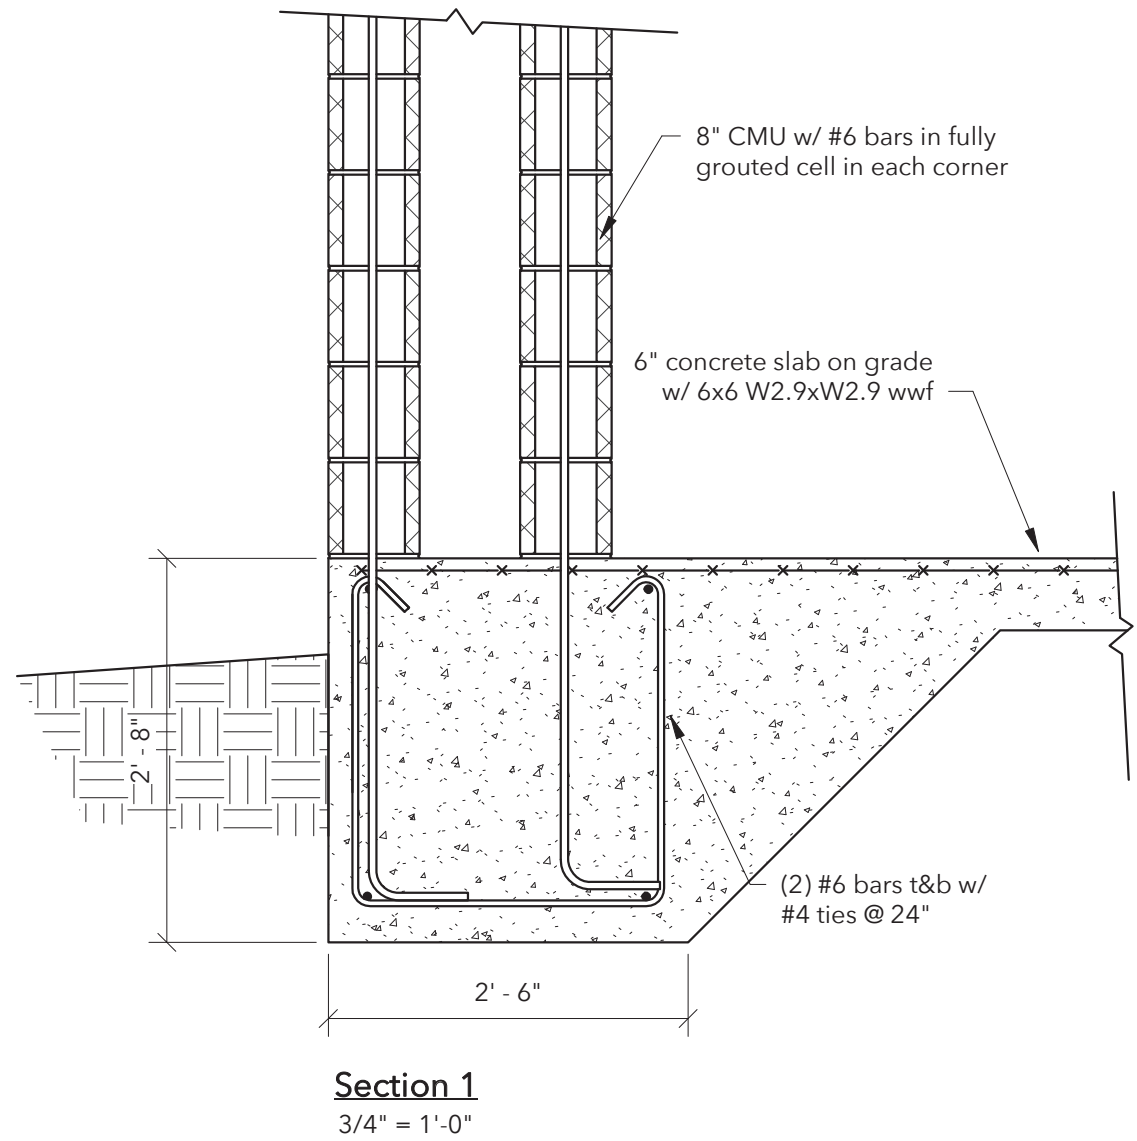 8" CMU w/ #6 bars in fully
grouted cell in each corner
6" concrete slab on grade
w/ 6x6 W2.9xW2.9 wwf
2' - 8"
(2) #6 bars t&b w/
#4 ties @ 24"
2' - 6"
Section 1
3/4" = 1'-0"